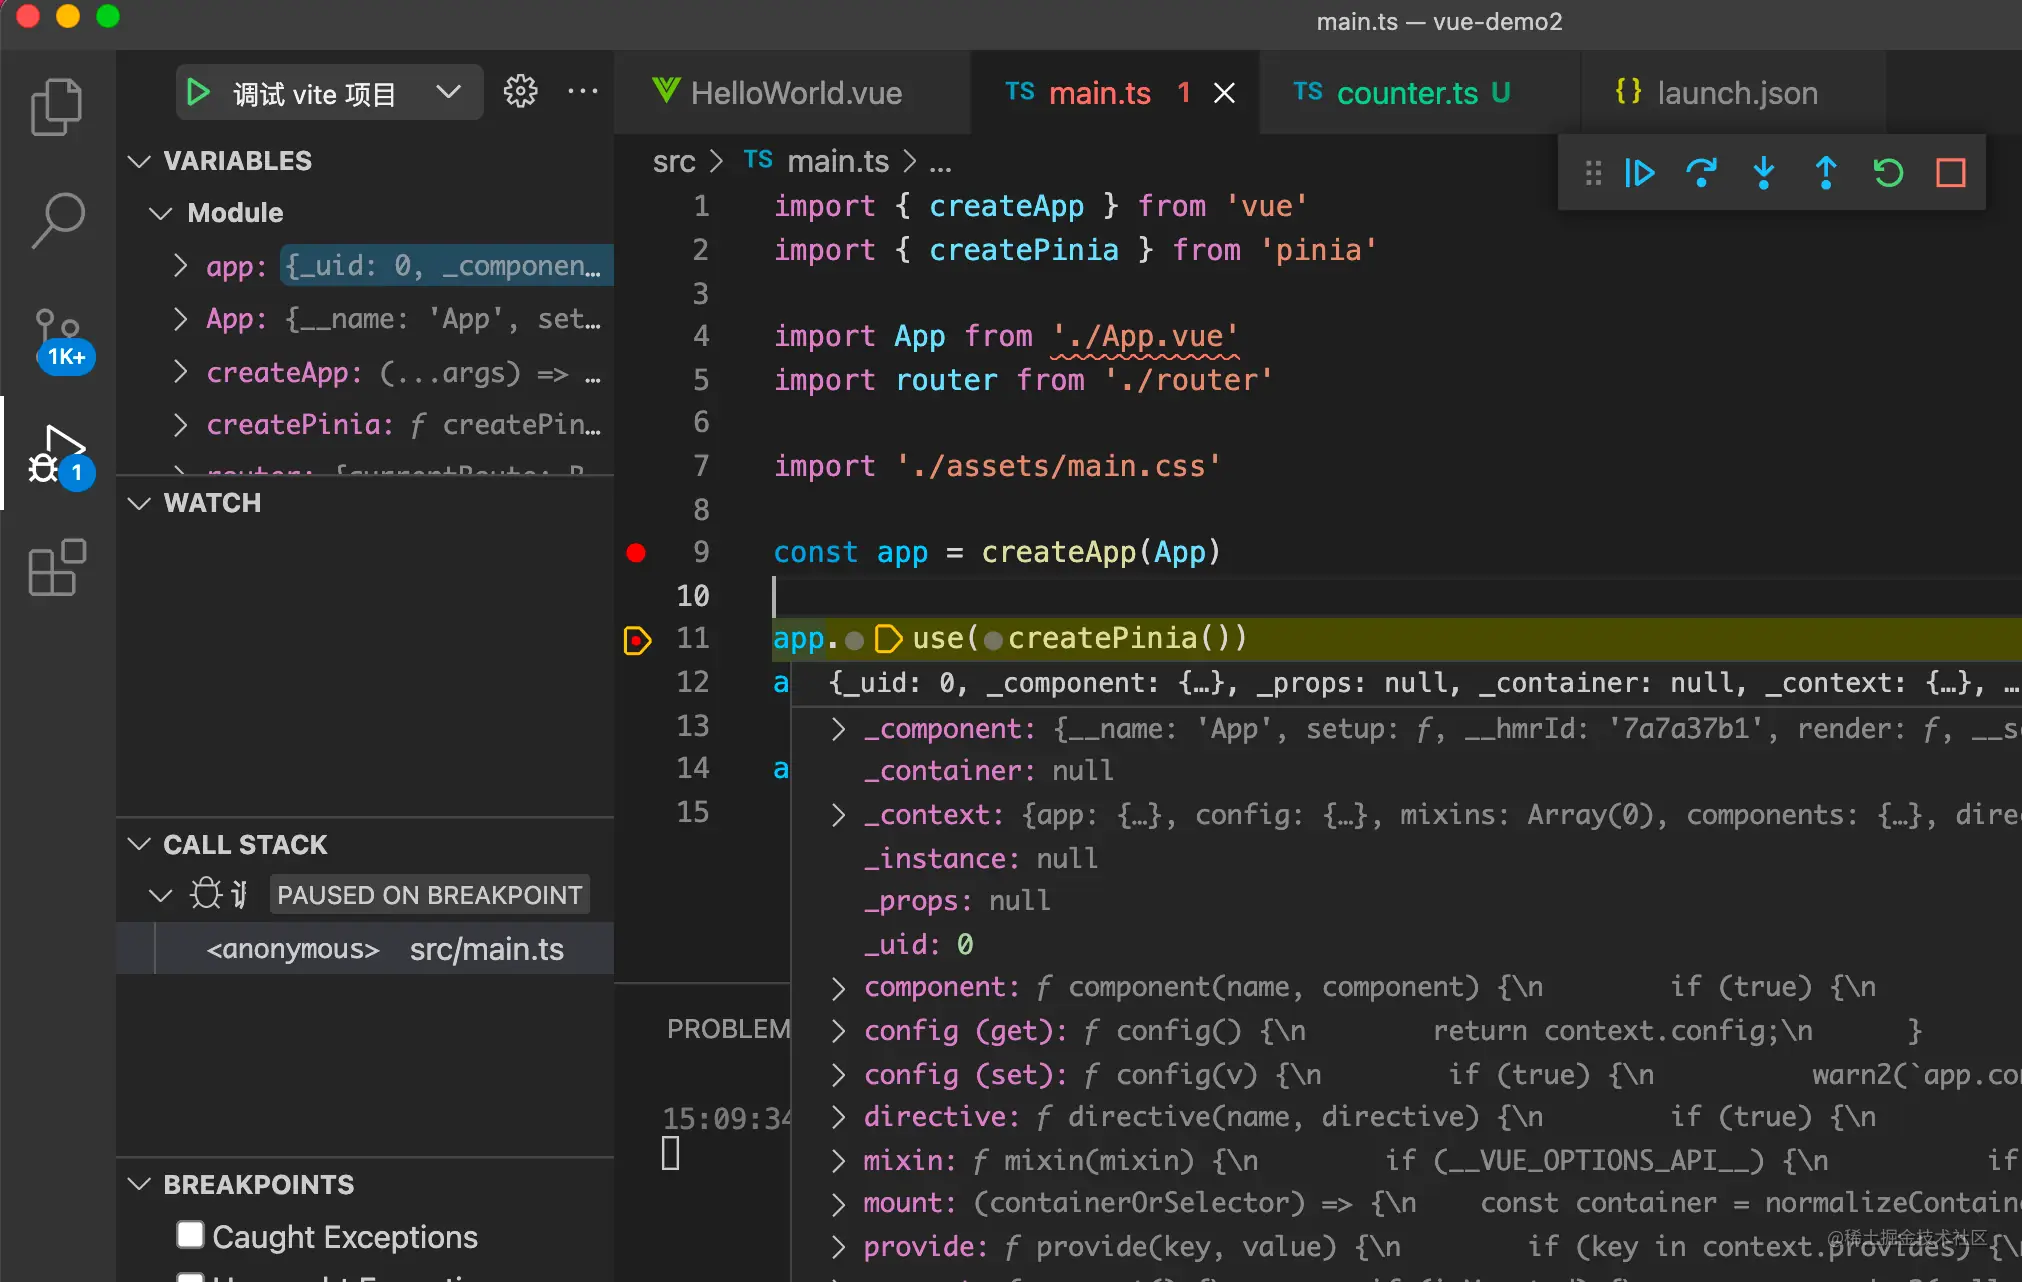 main.ts — vue-demo2
调试 vite 项目
HelloWorld.vue
TS main.ts 1
TS counter.ts U
{} launch.json
VARIABLES
Module
app: {_uid: 0, _componen…
App: {__name: 'App', set…
createApp: (...args) => …
createPinia: ƒ createPin…
router: {currentRoute: R
1K+
1
WATCH
CALL STACK
PAUSED ON BREAKPOINT
<anonymous> src/main.ts
BREAKPOINTS
Caught Exceptions
src > TS main.ts > ...
1 import { createApp } from 'vue'
2 import { createPinia } from 'pinia'
3
4 import App from './App.vue'
5 import router from './router'
6
7 import './assets/main.css'
8
9 const app = createApp(App)
10
11 app.use(createPinia())
12 a
13
14 a
15
{_uid: 0, _component: {…}, _props: null, _container: null, _context: {…}, …
_component: {__name: 'App', setup: ƒ, __hmrId: '7a7a37b1', render: ƒ, __s
_container: null
_context: {app: {…}, config: {…}, mixins: Array(0), components: {…}, dire
_instance: null
_props: null
_uid: 0
component: ƒ component(name, component) {\n if (true) {\n
config (get): ƒ config() {\n return context.config;\n }
config (set): ƒ config(v) {\n if (true) {\n warn2(`app.co
directive: ƒ directive(name, directive) {\n if (true) {\n
mixin: ƒ mixin(mixin) {\n if (__VUE_OPTIONS_API__) {\n if
mount: (containerOrSelector) => {\n const container = normalizeContain
provide: ƒ provide(key, value) {\n if (key in context.provides) {\n
PROBLEM
15:09:34
@稀土掘金技术社区